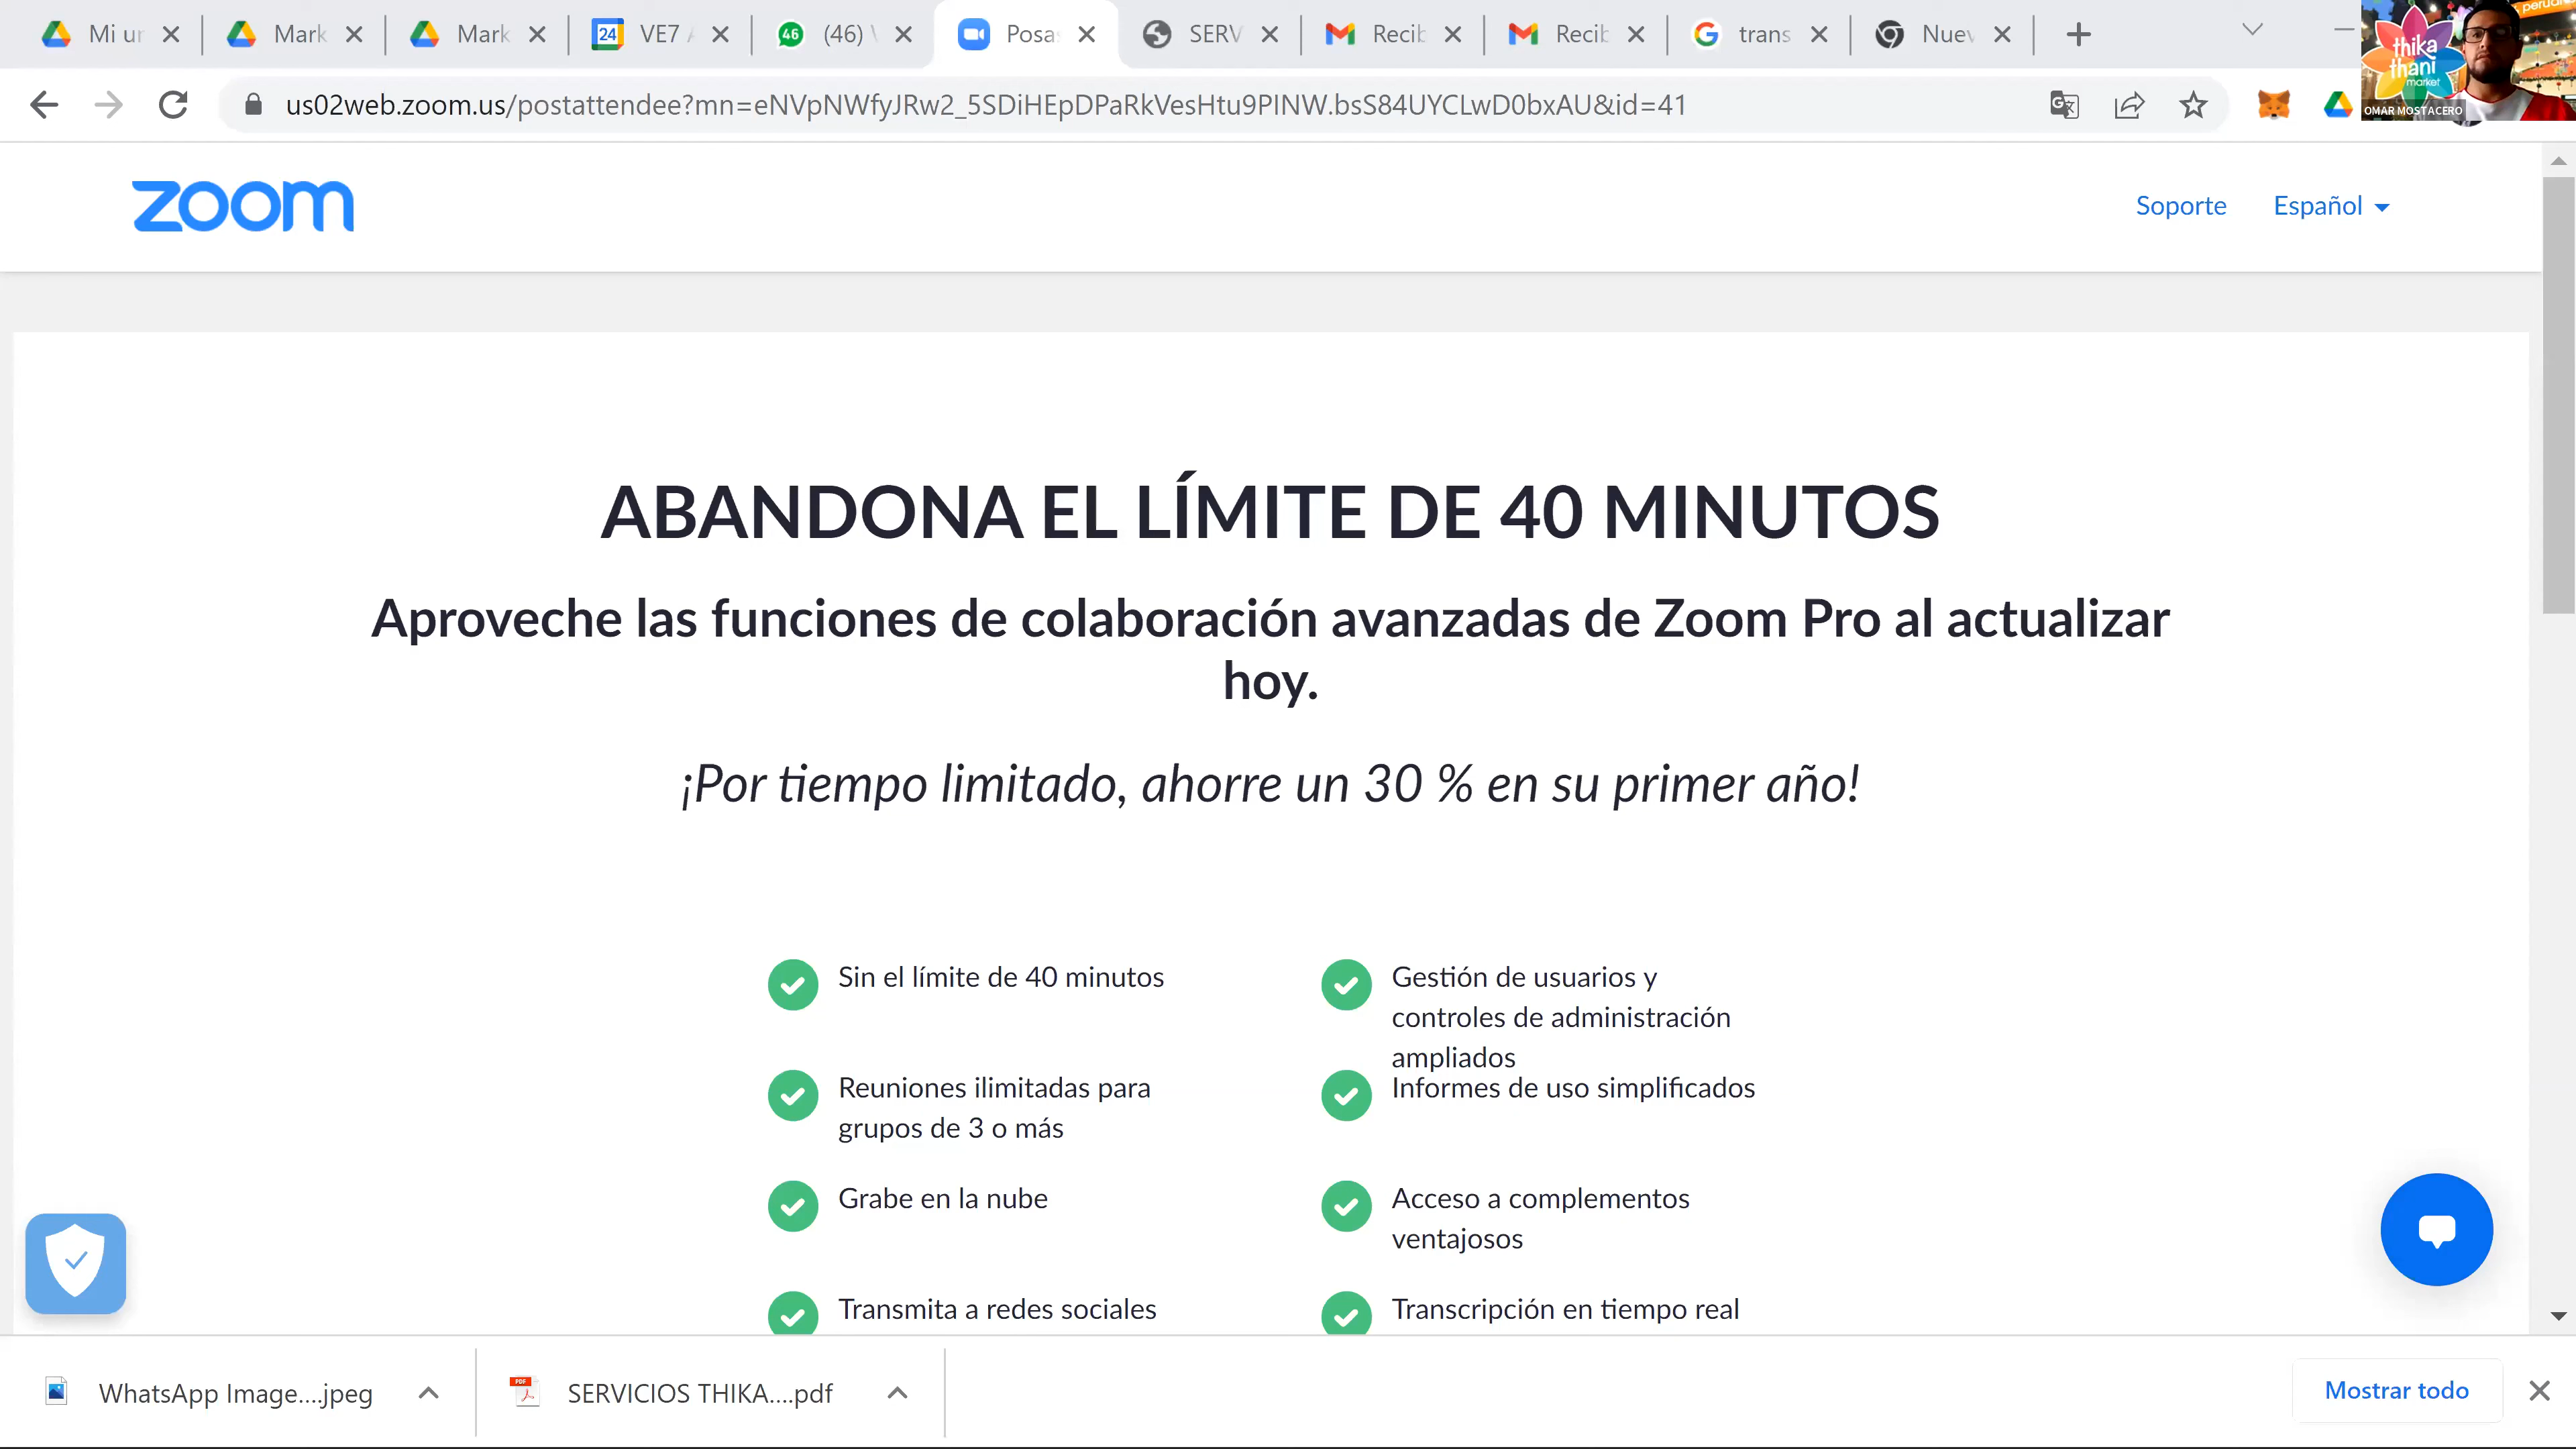 Mi ur
Mark
Mark
24
VE7 A
46
(46)
Posa
SERV
Recib
Recib
trans
Nuev
peruano
thika
thani
market
OMAR MOSTACERO
us02web.zoom.us/postattendee?mn=eNVpNWfyJRw2_5SDiHEpDPaRkVesHtu9PINW.bsS84UYCLwD0bxAU&id=41
zoom
Soporte
Español
ABANDONA EL LÍMITE DE 40 MINUTOS
Aproveche las funciones de colaboración avanzadas de Zoom Pro al actualizar
hoy.
¡Por tiempo limitado, ahorre un 30 % en su primer año!
Sin el límite de 40 minutos
Gestión de usuarios y
controles de administración
ampliados
Reuniones ilimitadas para
grupos de 3 o más
Informes de uso simplificados
Grabe en la nube
Acceso a complementos
ventajosos
Transmita a redes sociales
Transcripción en tiempo real
WhatsApp Image....jpeg
PDF
SERVICIOS THIKA....pdf
Mostrar todo